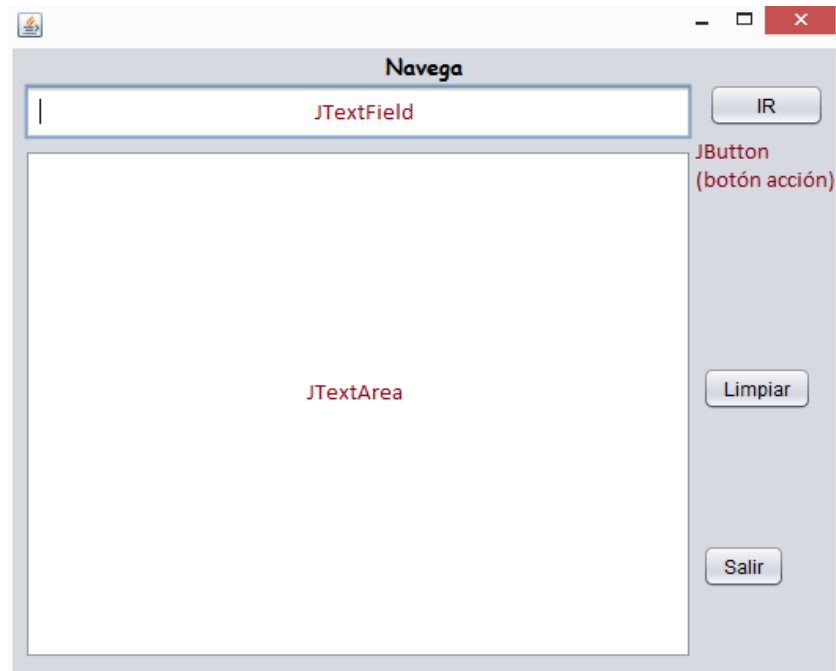 Navega
JTextField
IR
JButton
(botón acción)
JTextArea
Limpiar
Salir